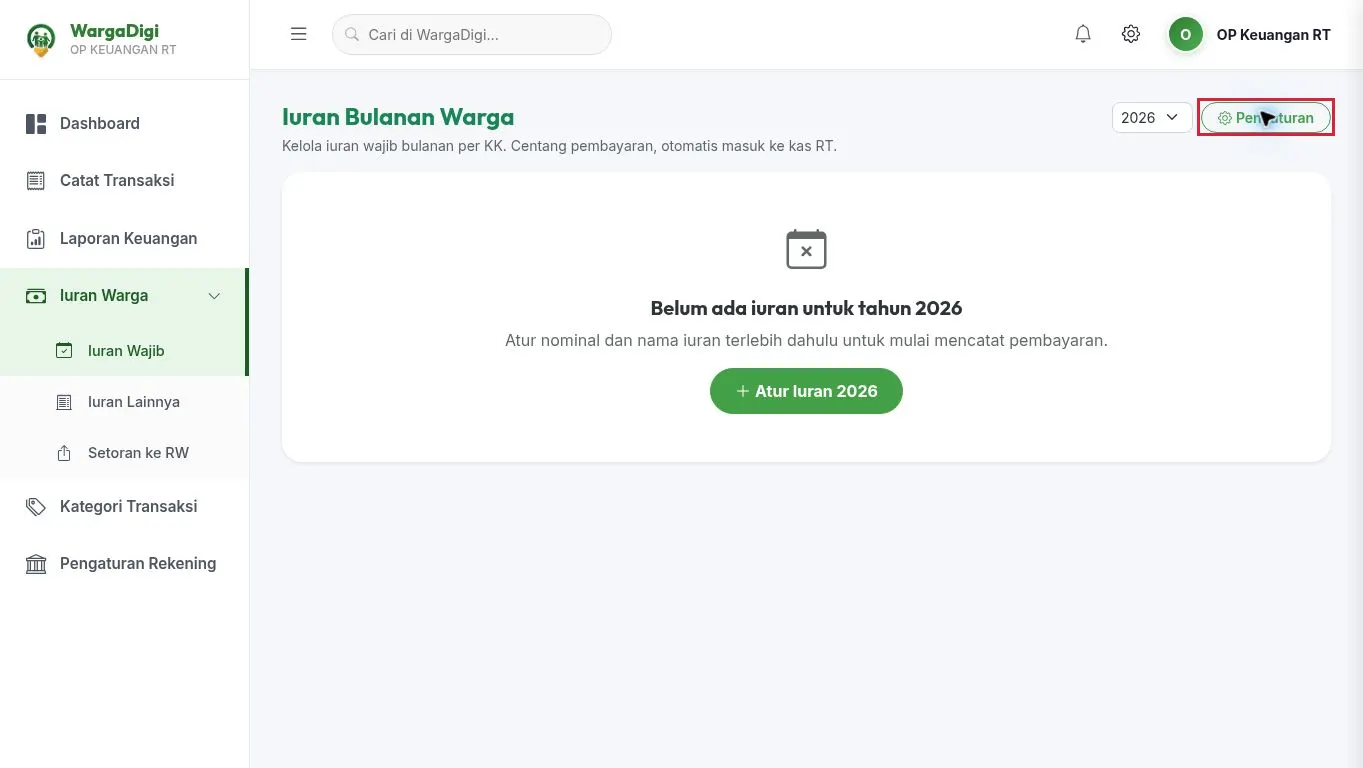 WargaDigi
OP KEUANGAN RT
Cari di WargaDigi...
O
OP Keuangan RT
Dashboard
Catat Transaksi
Laporan Keuangan
Iuran Warga
Iuran Wajib
Iuran Lainnya
Setoran ke RW
Kategori Transaksi
Pengaturan Rekening
Iuran Bulanan Warga
Kelola iuran wajib bulanan per KK. Centang pembayaran, otomatis masuk ke kas RT.
2026
Pengaturan
Belum ada iuran untuk tahun 2026
Atur nominal dan nama iuran terlebih dahulu untuk mulai mencatat pembayaran.
+ Atur Iuran 2026